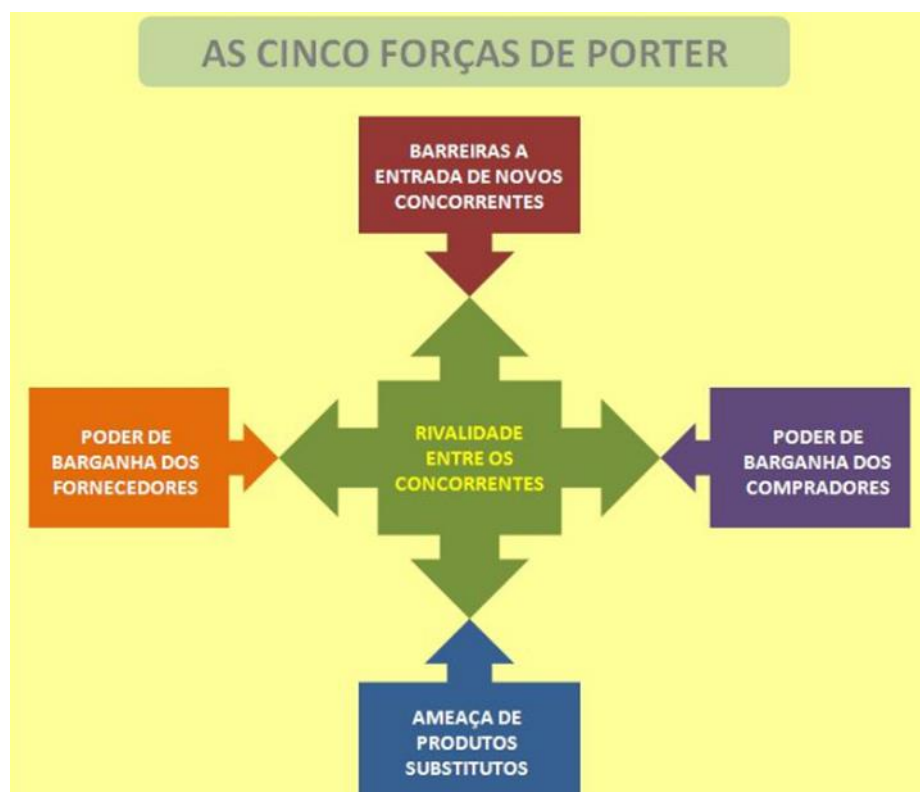 AS CINCO FORÇAS DE PORTER
BARREIRAS A
ENTRADA DE NOVOS
CONCORRENTES
PODER DE
BARGANHA DOS
FORNECEDORES
RIVALIDADE
ENTRE OS
CONCORRENTES
PODER DE
BARGANHA DOS
COMPRADORES
AMEAÇA DE
PRODUTOS
SUBSTITUTOS